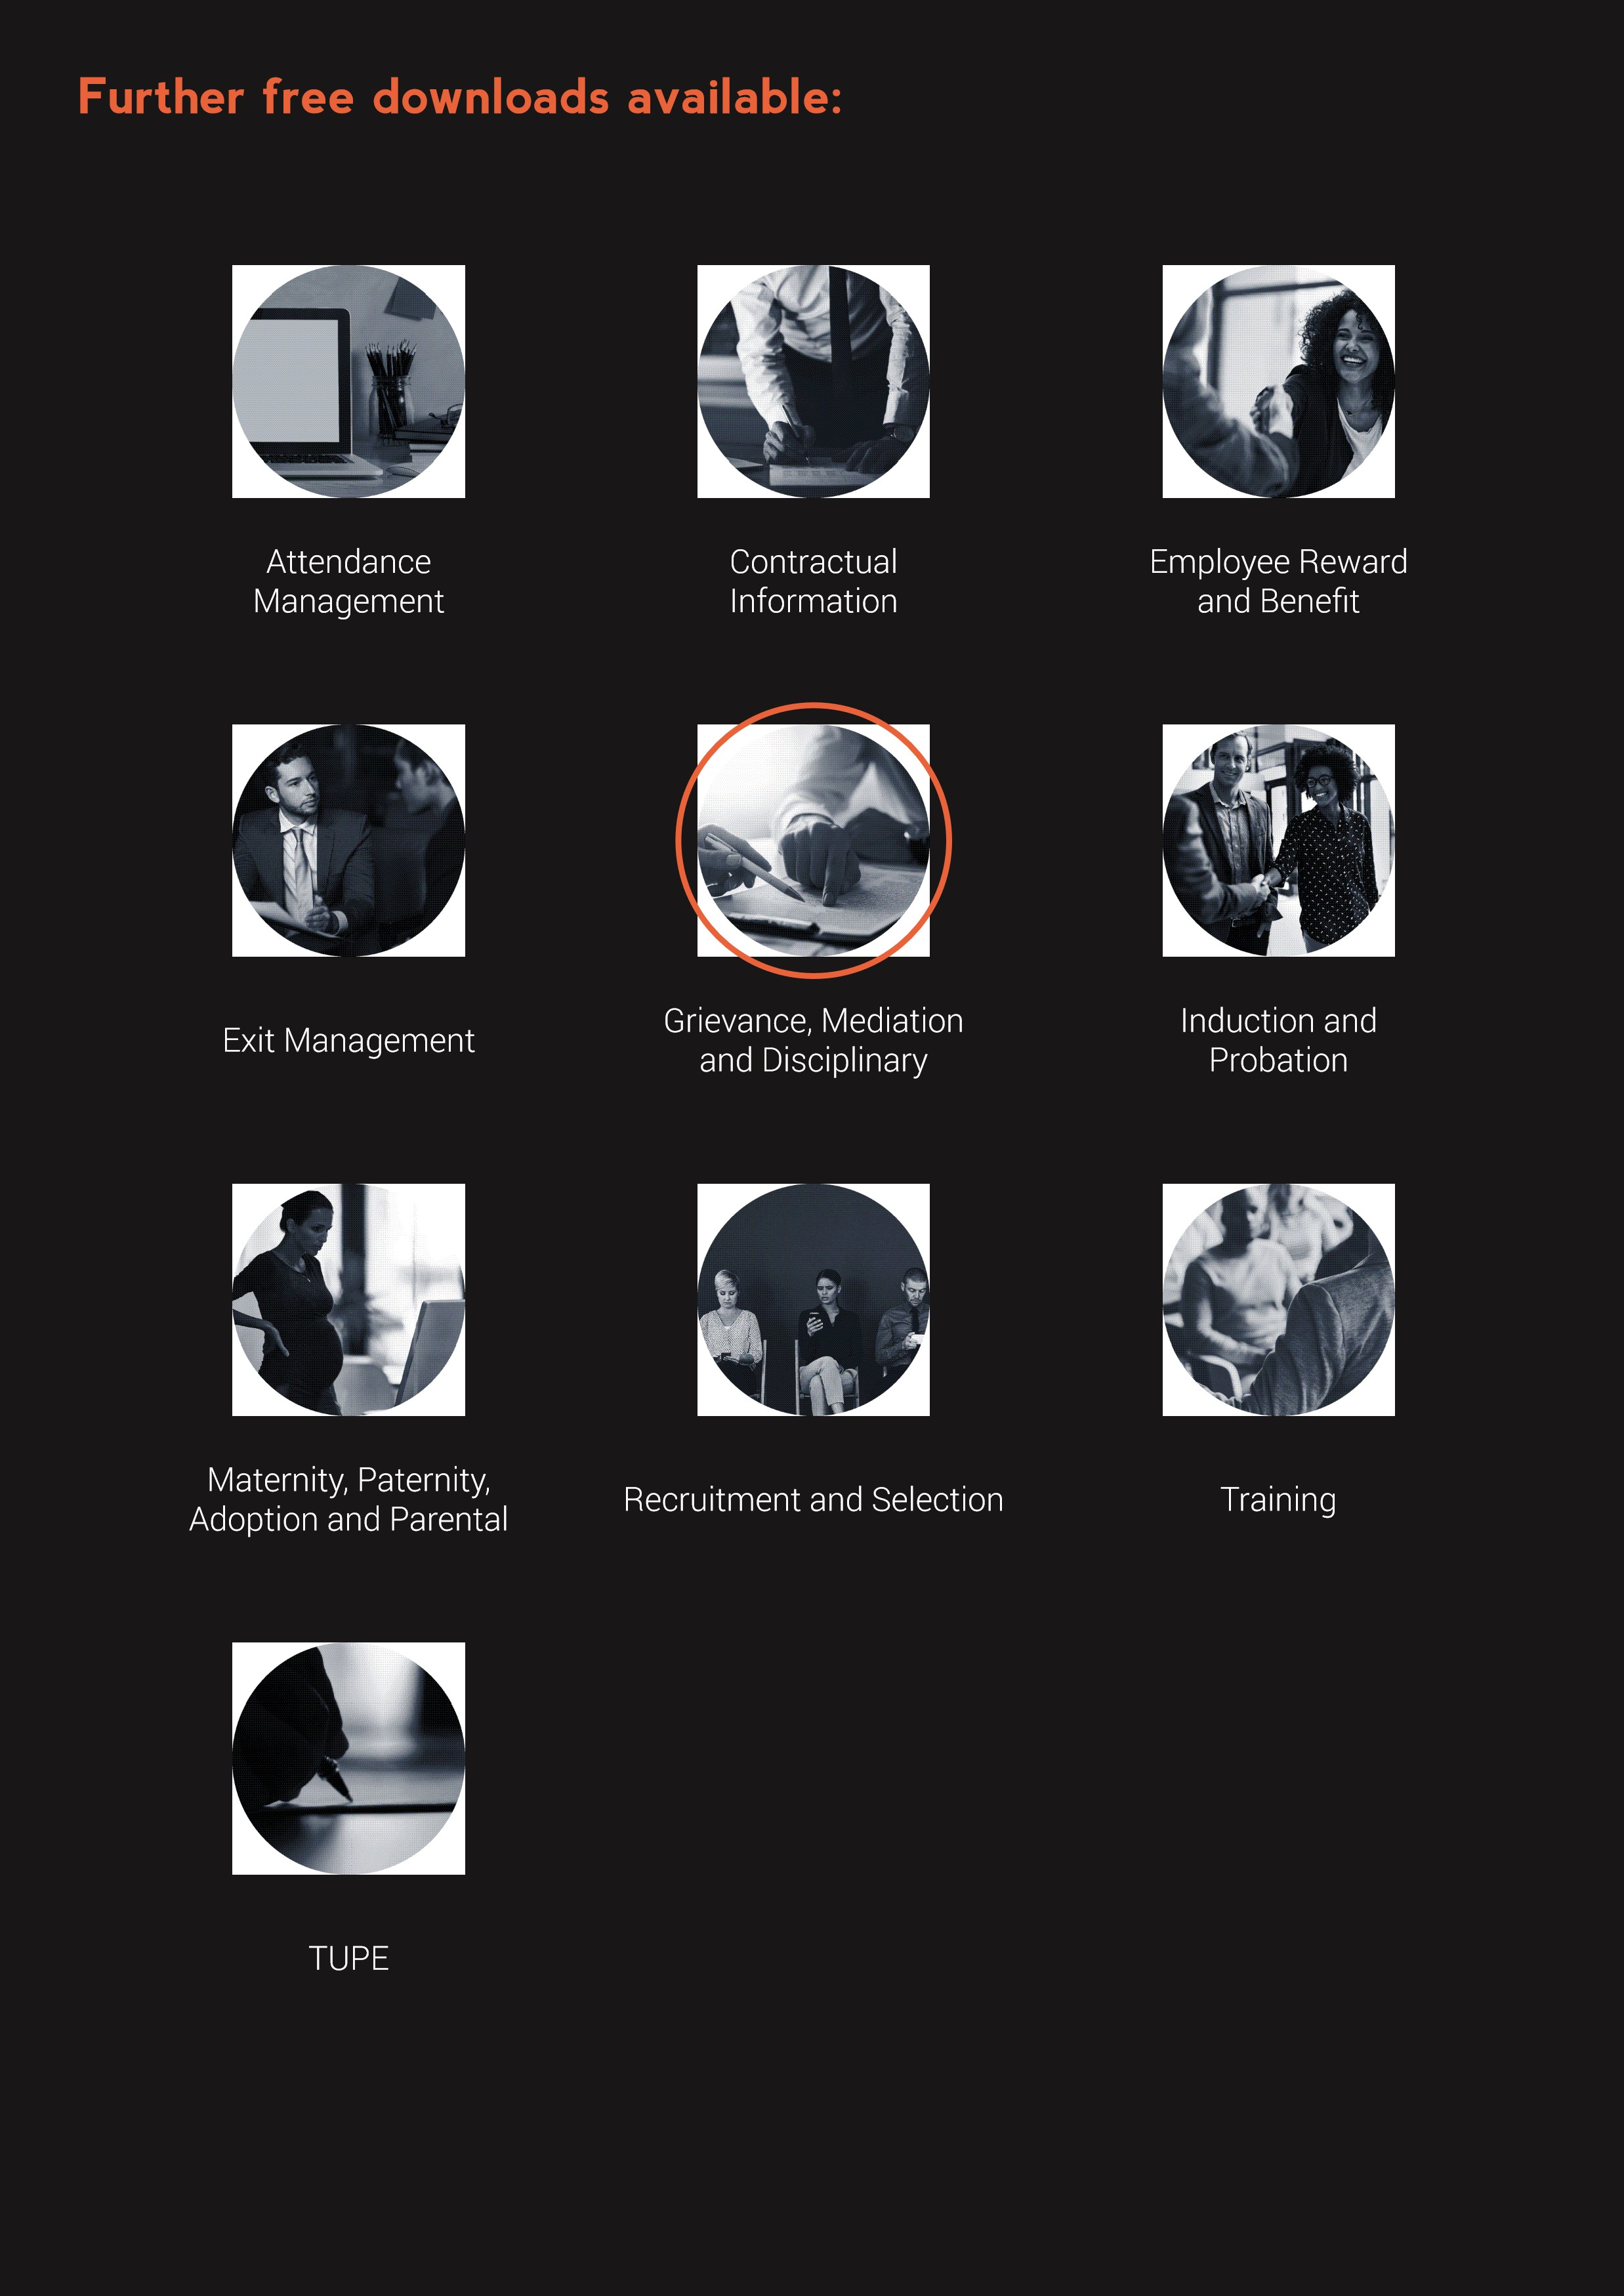 Further free downloads available:
Attendance
Management
Contractual
Information
Employee Reward
and Benefit
Exit Management
Grievance, Mediation
and Disciplinary
Induction and
Probation
Maternity, Paternity,
Adoption and Parental
Recruitment and Selection
Training
TUPE